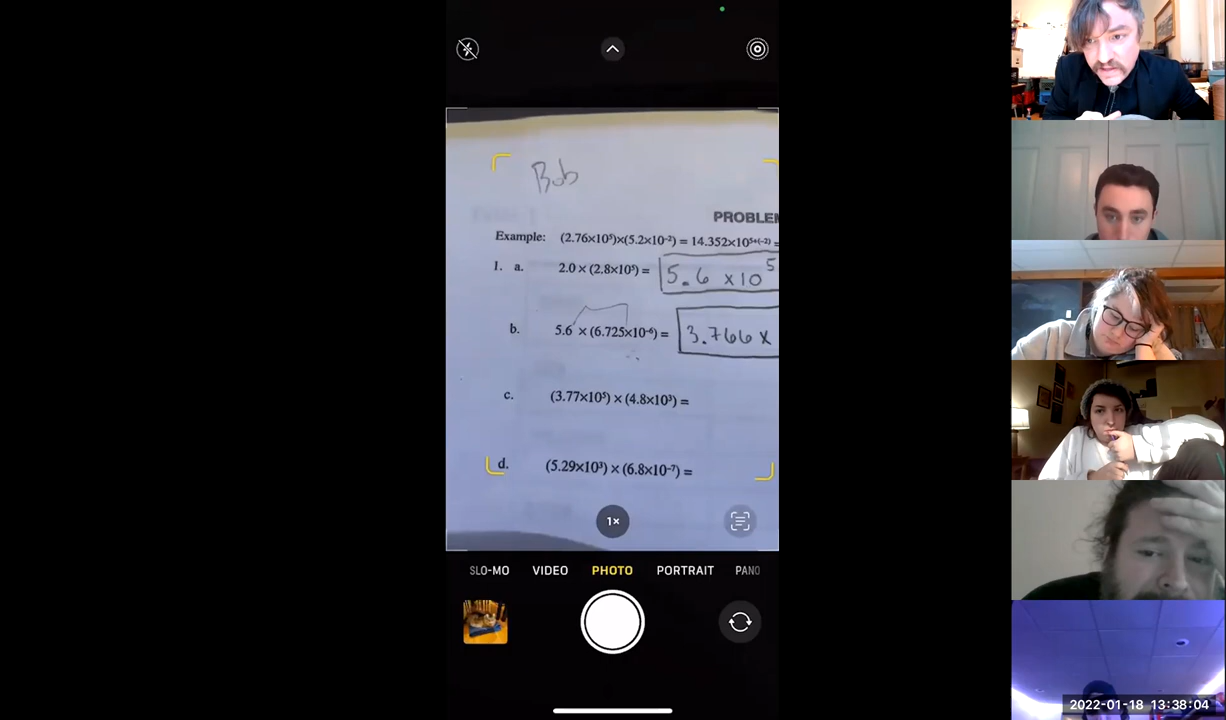 Bob
PROBLEM
Example: (2.76×10⁵)×(5.2×10⁻²) = 14.352×10⁵⁺⁽⁻²⁾ =
1. a. 2.0 × (2.8×10⁵) = 5.6 x10⁵
b. 5.6 × (6.725×10⁻⁶) = 3.766 x
c. (3.77×10⁵) × (4.8×10³) =
d. (5.29×10³) × (6.8×10⁻⁷) =
1×
SLO-MO VIDEO PHOTO PORTRAIT PANO
2022-01-18 13:38:04